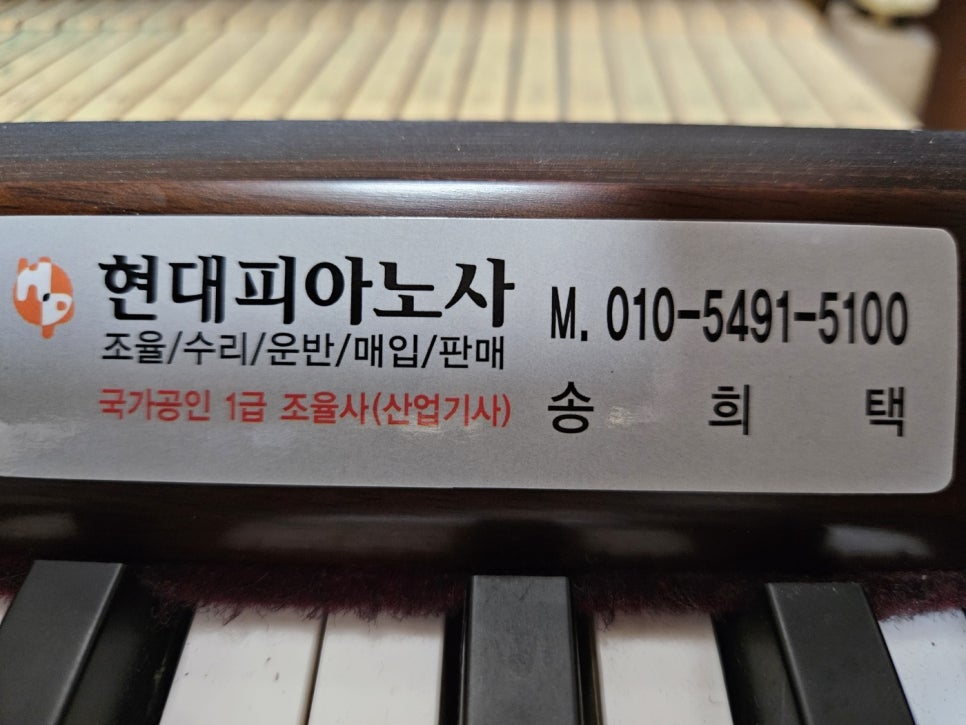 HP
현대피아노사
조율/수리/운반/매입/판매
국가공인 1급 조율사(산업기사)
M. 010-5491-5100
송 희 택